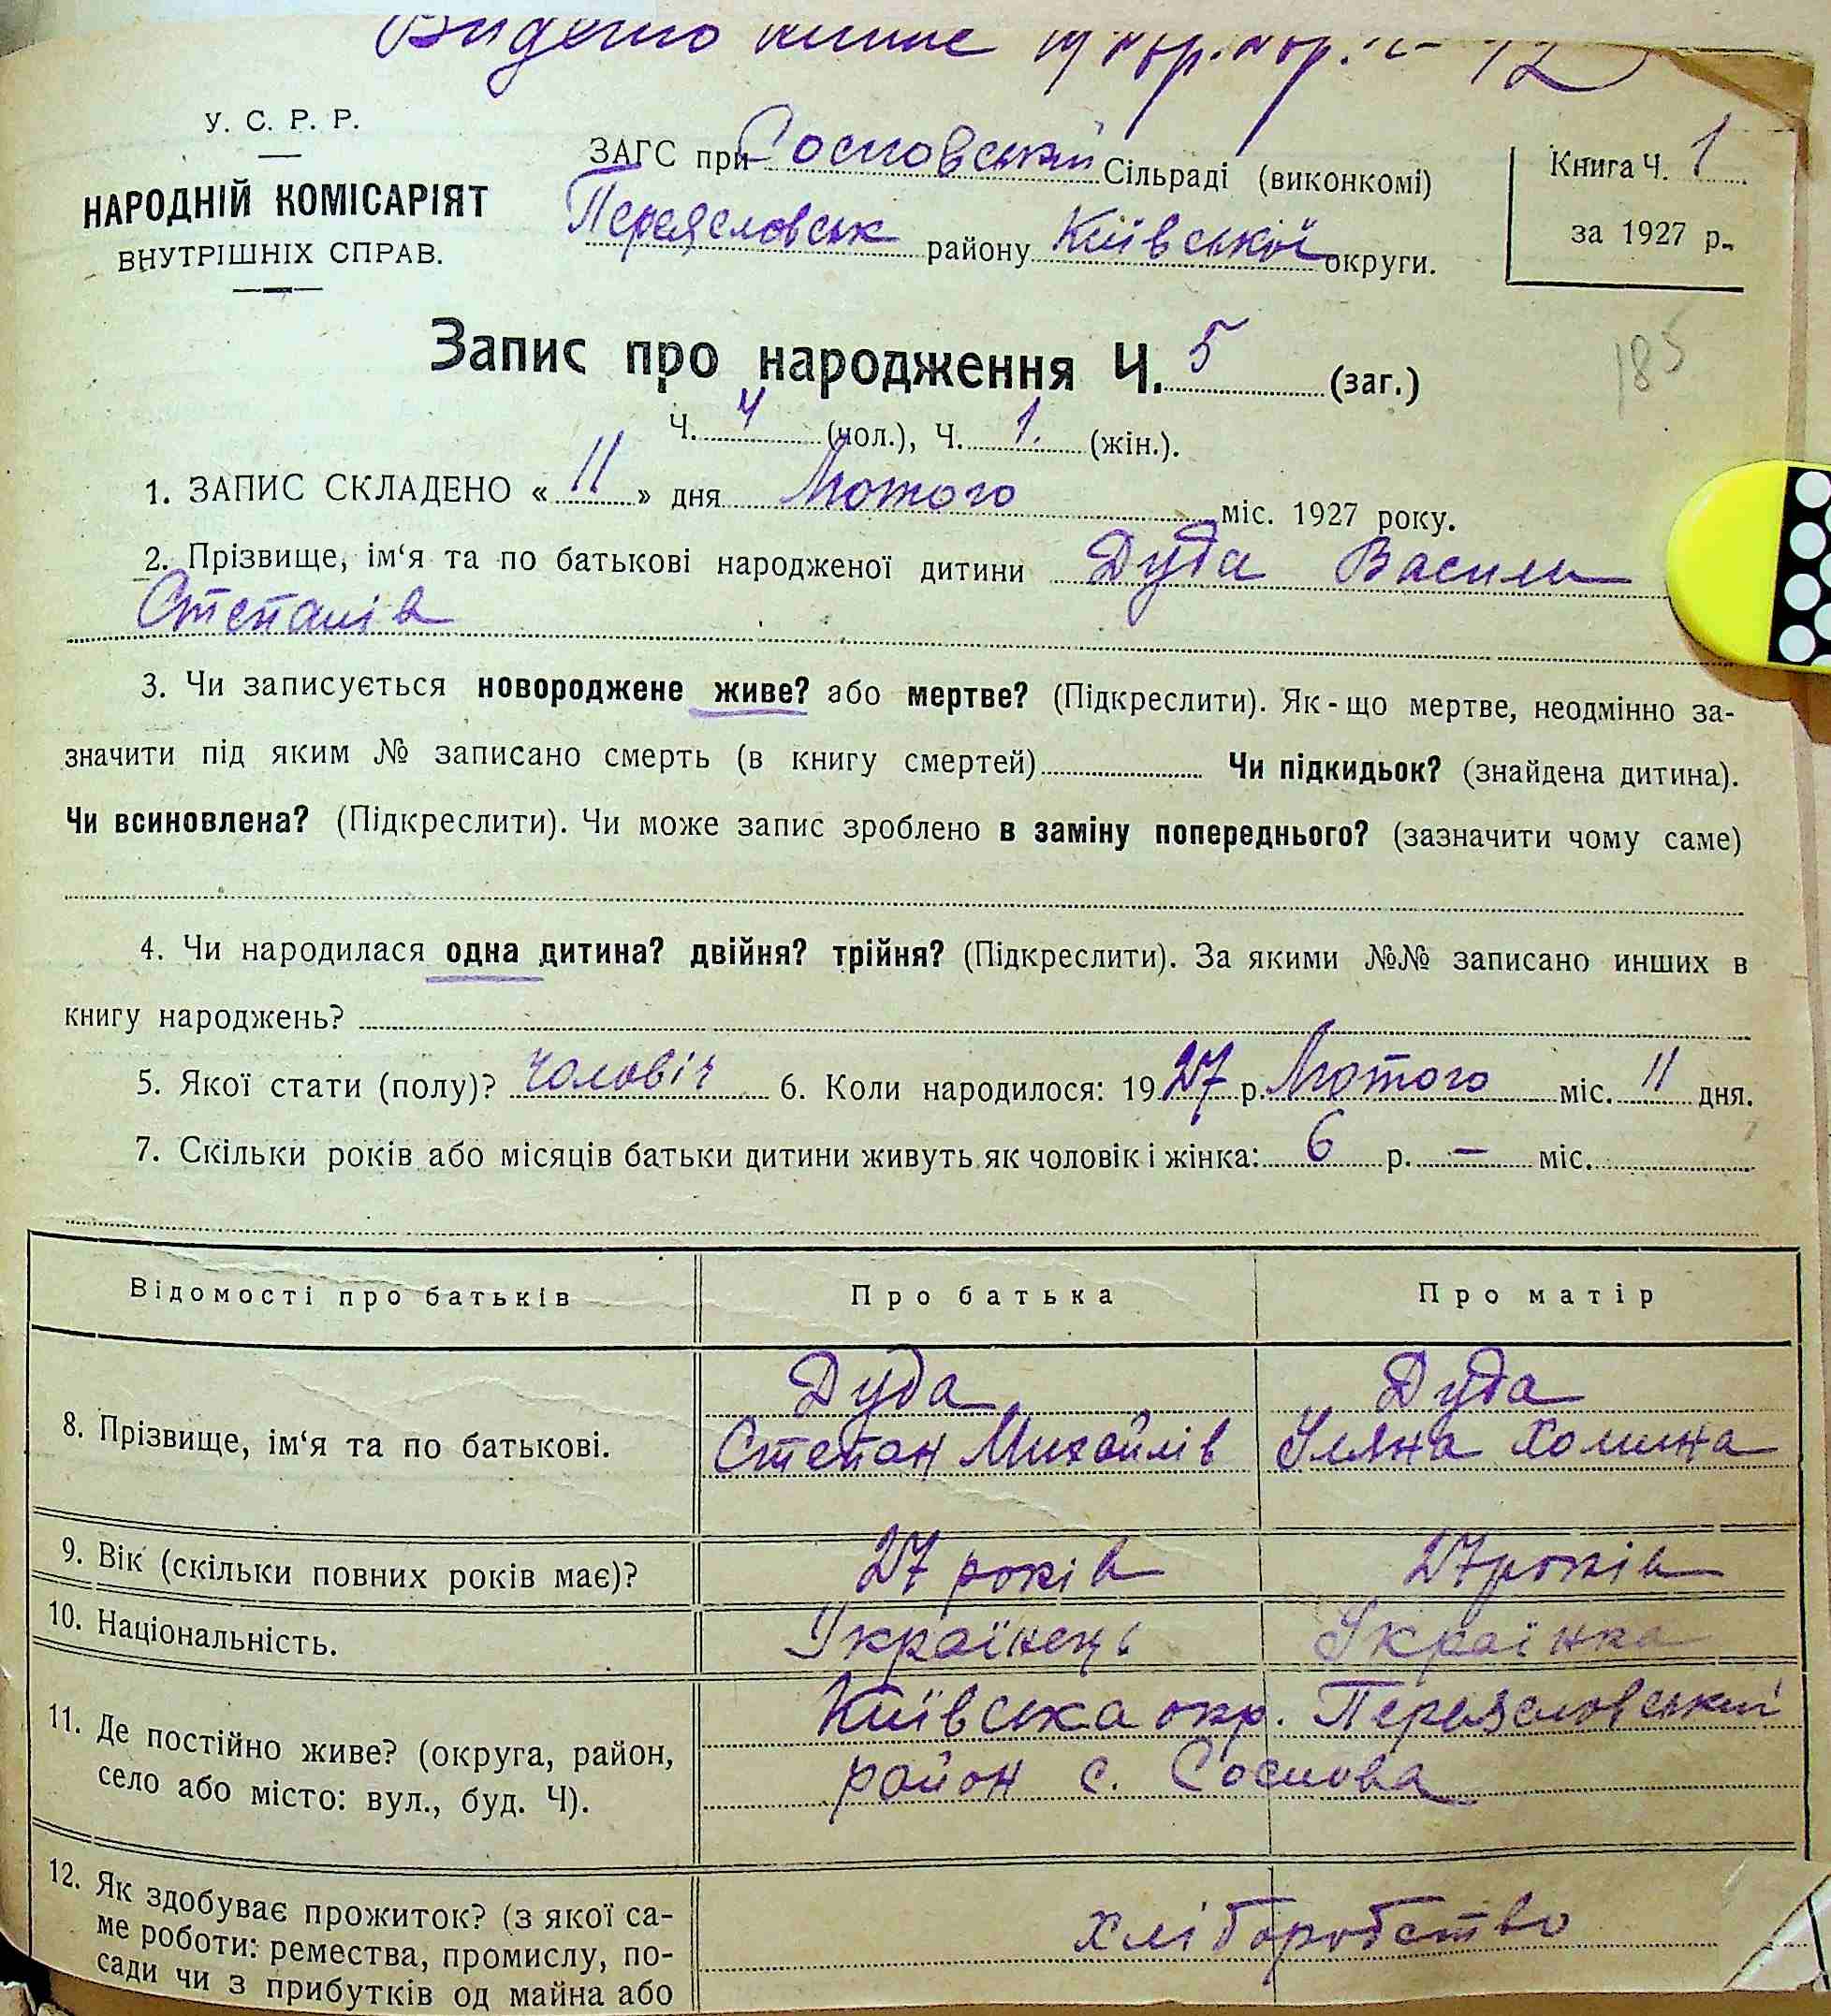 Видено
У. С. Р. Р.
НАРОДНІЙ КОМІСАРІЯТ
ВНУТРІШНІХ СПРАВ.
ЗАГС при Сосновській Сільраді (виконкомі)
Переясловськ району Київської округи.
Книга Ч. 1
за 1927 р.
Запис про народження Ч. 5 (заг.)
185
Ч. 4 (чол.), Ч. 1. (жін.).
1. ЗАПИС СКЛАДЕНО « 11 » дня Лютого міс. 1927 року.
2. Прізвище, ім‘я та по батькові народженої дитини Дуда Василь
Степанів
3. Чи записується новороджене живе? або мертве? (Підкреслити). Як-що мертве, неодмінно за-
значити під яким № записано смерть (в книгу смертей) Чи підкидьок? (знайдена дитина).
Чи всиновлена? (Підкреслити). Чи може запис зроблено в заміну попереднього? (зазначити чому саме)
4. Чи народилася одна дитина? двійня? трійня? (Підкреслити). За якими №№ записано инших в
книгу народжень?
5. Якої стати (полу)? чоловіч 6. Коли народилося: 1927 р. Лютого міс. 11 дня.
7. Скільки років або місяців батьки дитини живуть як чоловік і жінка: 6 р. — міс.
Відомості про батьків Про батька Про матір
Дуда Дуда
8. Прізвище, ім‘я та по батькові. Степан Михайлів Уляна Хомина
9. Вік (скільки повних років має)? 27 років 27 років
10. Національність. Українець Українка
11. Де постійно живе? (округа, район, Київська окр. Переясловський
село або місто: вул., буд. Ч). район с. Соснова
12. Як здобуває прожиток? (з якої са-
ме роботи: ремества, промислу, по- хліборобство
сади чи з прибутків од майна або